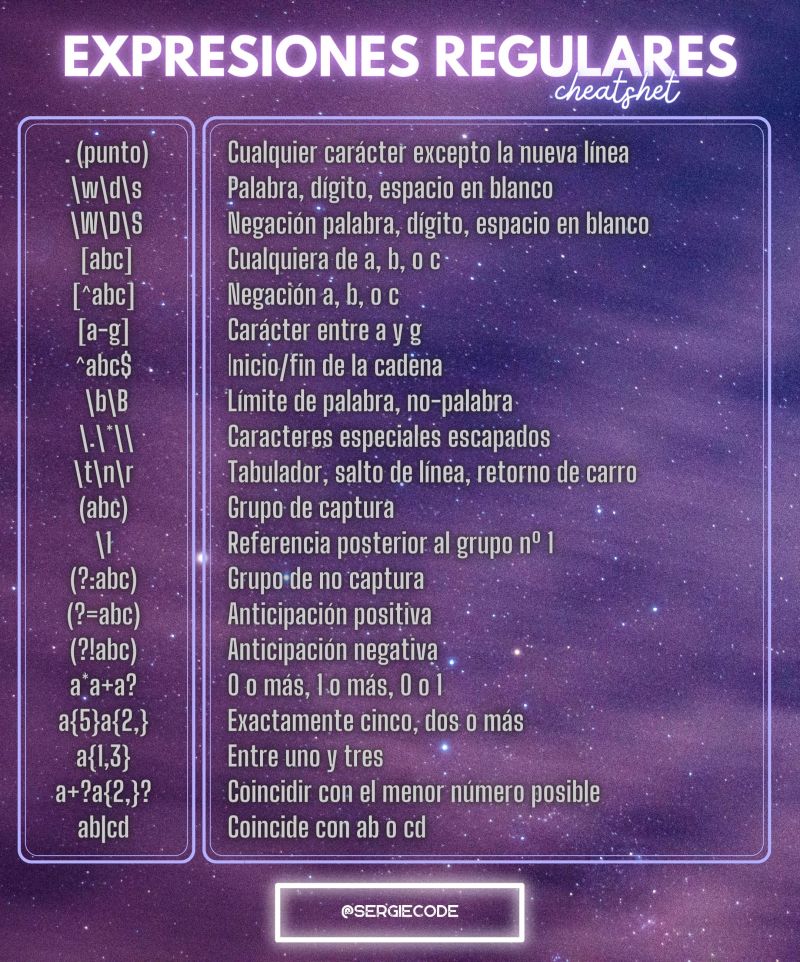 EXPRESIONES REGULARES
cheatshet
. (punto) Cualquier carácter excepto la nueva línea
\w\d\s Palabra, dígito, espacio en blanco
\W\D\S Negación palabra, dígito, espacio en blanco
[abc] Cualquiera de a, b, o c
[^abc] Negación a, b, o c
[a-g] Carácter entre a y g
^abc$ Inicio/fin de la cadena
\b\B Límite de palabra, no-palabra
\.\*\\ Caracteres especiales escapados
\t\n\r Tabulador, salto de línea, retorno de carro
(abc) Grupo de captura
\1 Referencia posterior al grupo nº 1
(?:abc) Grupo de no captura
(?=abc) Anticipación positiva
(?!abc) Anticipación negativa
a*a+a? 0 o más, 1 o más, 0 o 1
a{5}a{2,} Exactamente cinco, dos o más
a{1,3} Entre uno y tres
a+?a{2,}? Coincidir con el menor número posible
ab|cd Coincide con ab o cd
@SERGIECODE